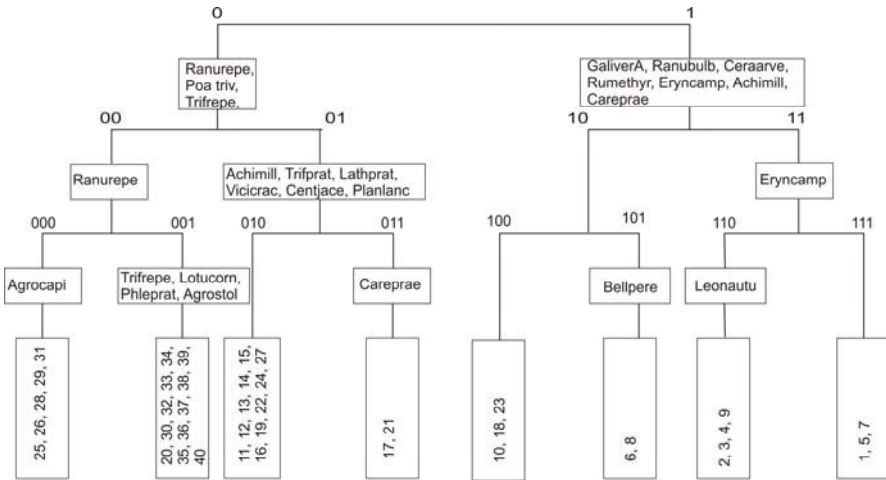 0
1
Ranurepe,
Poa triv,
Trifrepe,
GaliverA, Ranubulb, Ceraarve,
Rumethyr, Eryncamp, Achimill,
Careprae
00
01
10
11
Ranurepe
Achimill, Trifprat, Lathprat,
Vicicrac, Centjace, Planlanc
Eryncamp
000
001
010
011
100
101
110
111
Agrocapi
Trifrepe, Lotucorn,
Phleprat, Agrostol
Careprae
Bellpere
Leonautu
25, 26, 28, 29, 31
20, 30, 32, 33, 34,
35, 36, 37, 38, 39,
40
11, 12, 13, 14, 15,
16, 19, 22, 24, 27
17, 21
10, 18, 23
6, 8
2, 3, 4, 9
1, 5, 7